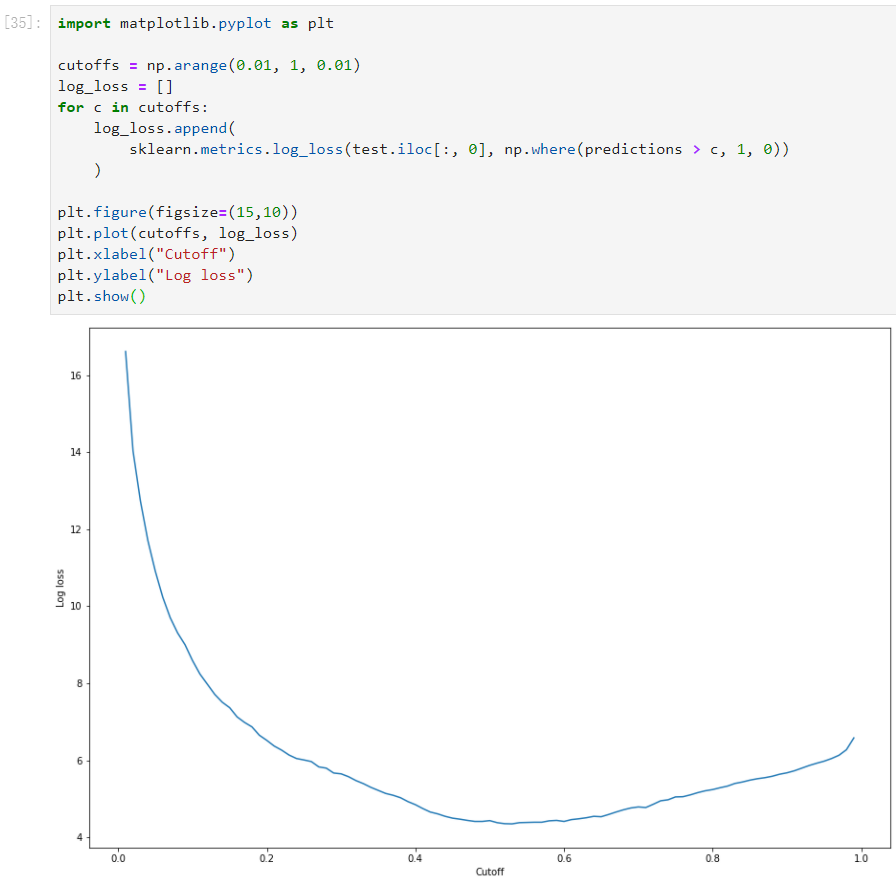 [35]: import matplotlib.pyplot as plt
cutoffs = np.arange(0.01, 1, 0.01)
log_loss = []
for c in cutoffs:
    log_loss.append(
        sklearn.metrics.log_loss(test.iloc[:, 0], np.where(predictions > c, 1, 0))
    )
plt.figure(figsize=(15,10))
plt.plot(cutoffs, log_loss)
plt.xlabel("Cutoff")
plt.ylabel("Log loss")
plt.show()
16
14
12
10
8
6
4
Log loss
0.0 0.2 0.4 0.6 0.8 1.0
Cutoff